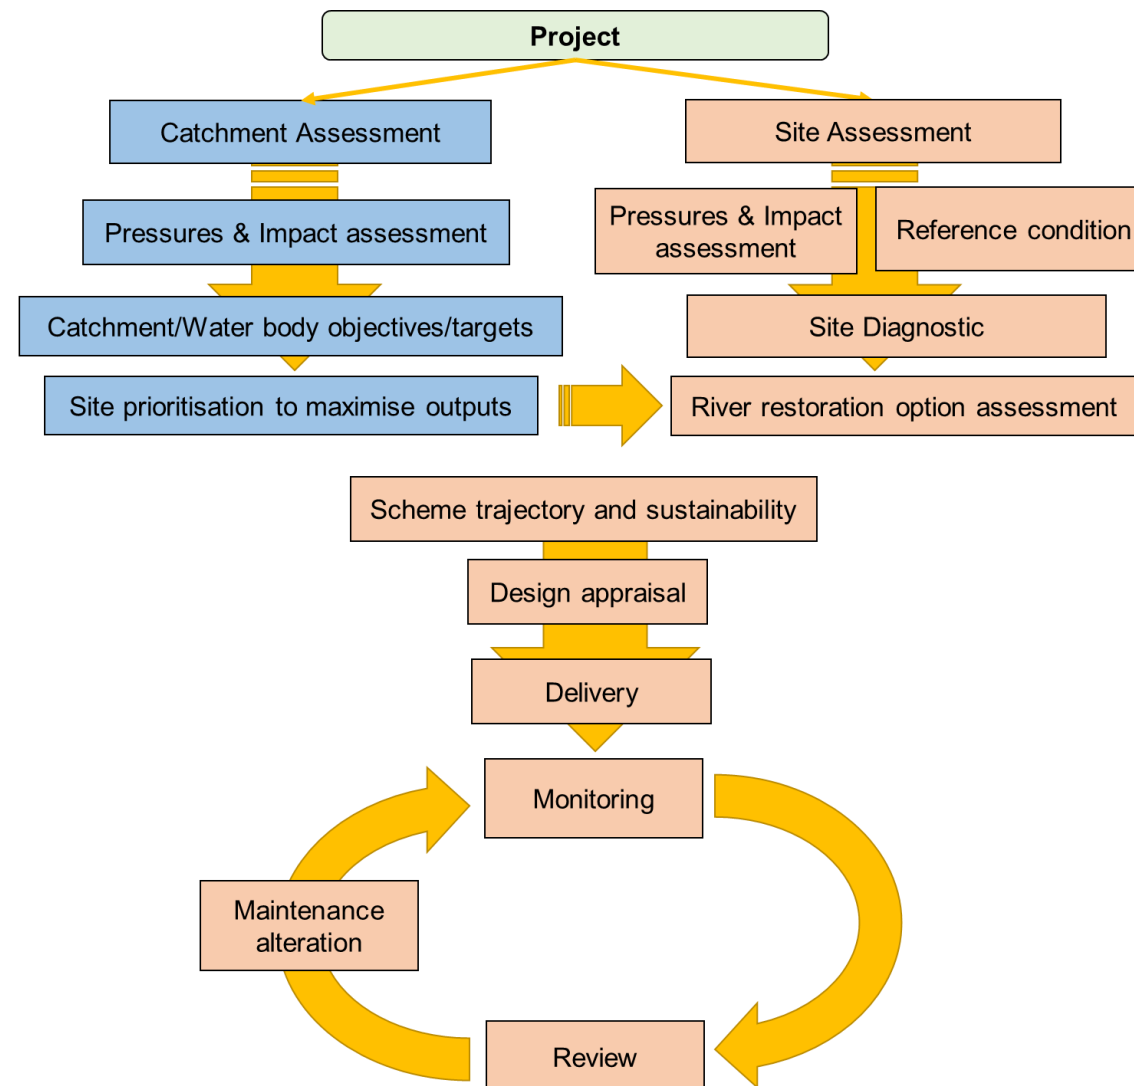 Project
Catchment Assessment
Site Assessment
Pressures & Impact assessment
Pressures & Impact
assessment
Reference condition
Catchment/Water body objectives/targets
Site Diagnostic
Site prioritisation to maximise outputs
River restoration option assessment
Scheme trajectory and sustainability
Design appraisal
Delivery
Monitoring
Maintenance
alteration
Review